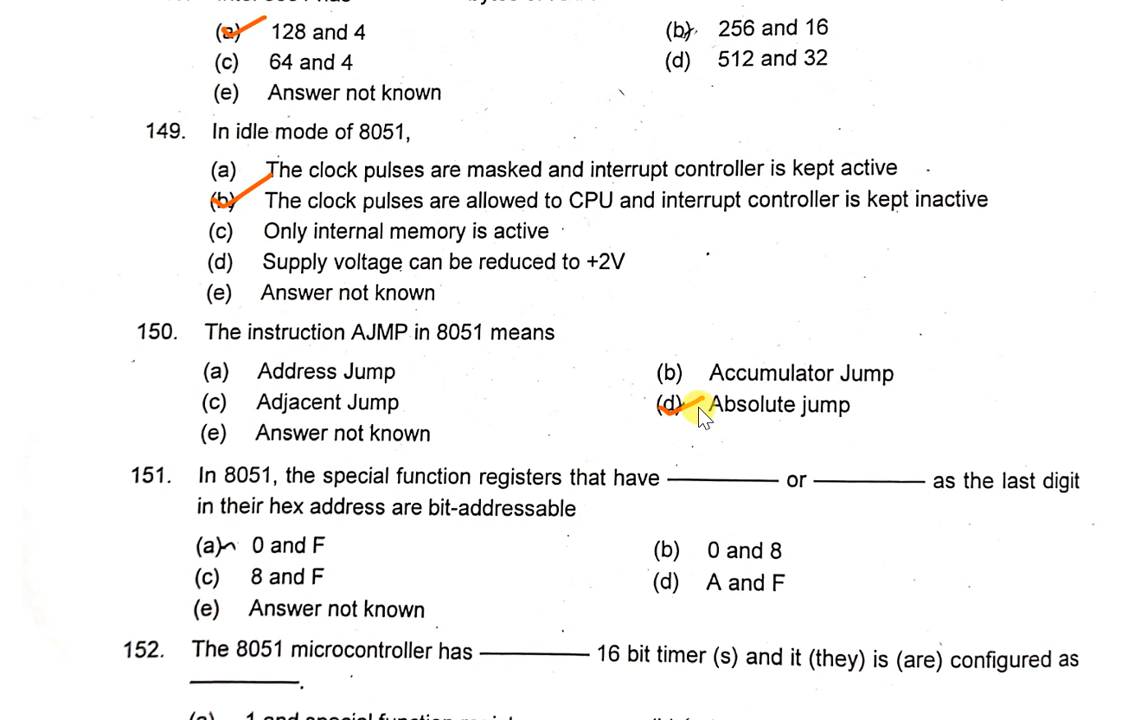 (a) 128 and 4 (b) 256 and 16
(c) 64 and 4 (d) 512 and 32
(e) Answer not known
149. In idle mode of 8051,
(a) The clock pulses are masked and interrupt controller is kept active
(b) The clock pulses are allowed to CPU and interrupt controller is kept inactive
(c) Only internal memory is active
(d) Supply voltage can be reduced to +2V
(e) Answer not known
150. The instruction AJMP in 8051 means
(a) Address Jump (b) Accumulator Jump
(c) Adjacent Jump (d) Absolute jump
(e) Answer not known
151. In 8051, the special function registers that have ——— or ——— as the last digit
in their hex address are bit-addressable
(a) 0 and F (b) 0 and 8
(c) 8 and F (d) A and F
(e) Answer not known
152. The 8051 microcontroller has ——— 16 bit timer (s) and it (they) is (are) configured as
———.